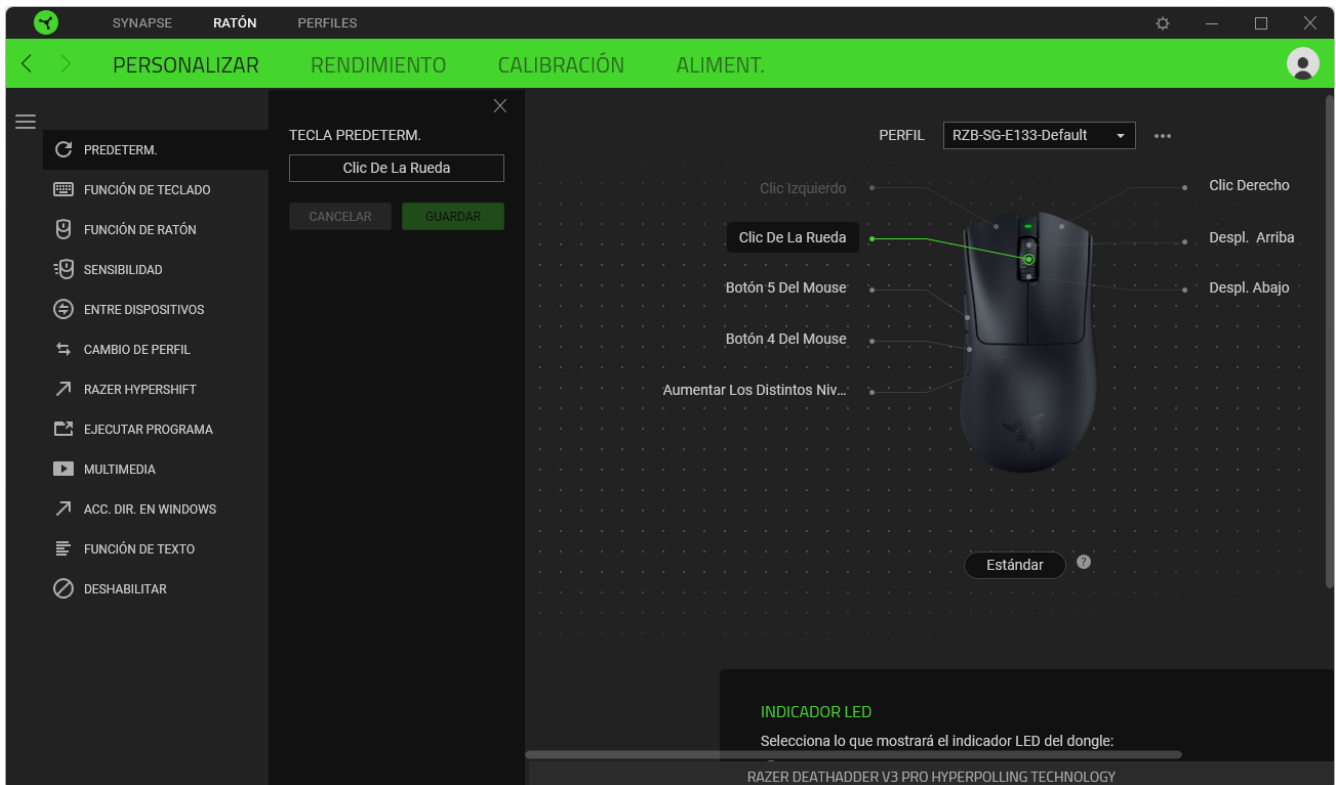 SYNAPSE RATÓN PERFILES
PERSONALIZAR RENDIMIENTO CALIBRACIÓN ALIMENT.
PREDETERM.
FUNCIÓN DE TECLADO
FUNCIÓN DE RATÓN
SENSIBILIDAD
ENTRE DISPOSITIVOS
CAMBIO DE PERFIL
RAZER HYPERSHIFT
EJECUTAR PROGRAMA
MULTIMEDIA
ACC. DIR. EN WINDOWS
FUNCIÓN DE TEXTO
DESHABILITAR
TECLA PREDETERM.
Clic De La Rueda
CANCELAR GUARDAR
PERFIL RZB-SG-E133-Default
Clic Izquierdo
Clic De La Rueda
Botón 5 Del Mouse
Botón 4 Del Mouse
Aumentar Los Distintos Niv...
Clic Derecho
Despl. Arriba
Despl. Abajo
Estándar ?
INDICADOR LED
Selecciona lo que mostrará el indicador LED del dongle:
RAZER DEATHADDER V3 PRO HYPERPOLLING TECHNOLOGY